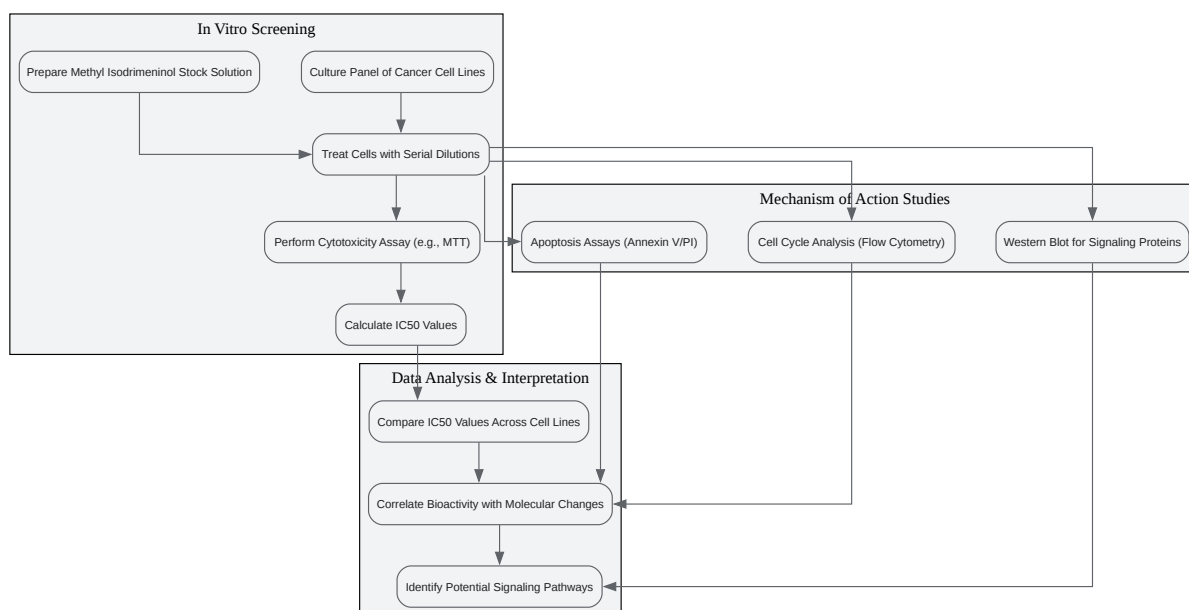 In Vitro Screening
Prepare Methyl Isodrimeninol Stock Solution
Culture Panel of Cancer Cell Lines
Treat Cells with Serial Dilutions
Perform Cytotoxicity Assay (e.g., MTT)
Calculate IC50 Values
Mechanism of Action Studies
Apoptosis Assays (Annexin V/PI)
Cell Cycle Analysis (Flow Cytometry)
Western Blot for Signaling Proteins
Data Analysis & Interpretation
Compare IC50 Values Across Cell Lines
Correlate Bioactivity with Molecular Changes
Identify Potential Signaling Pathways